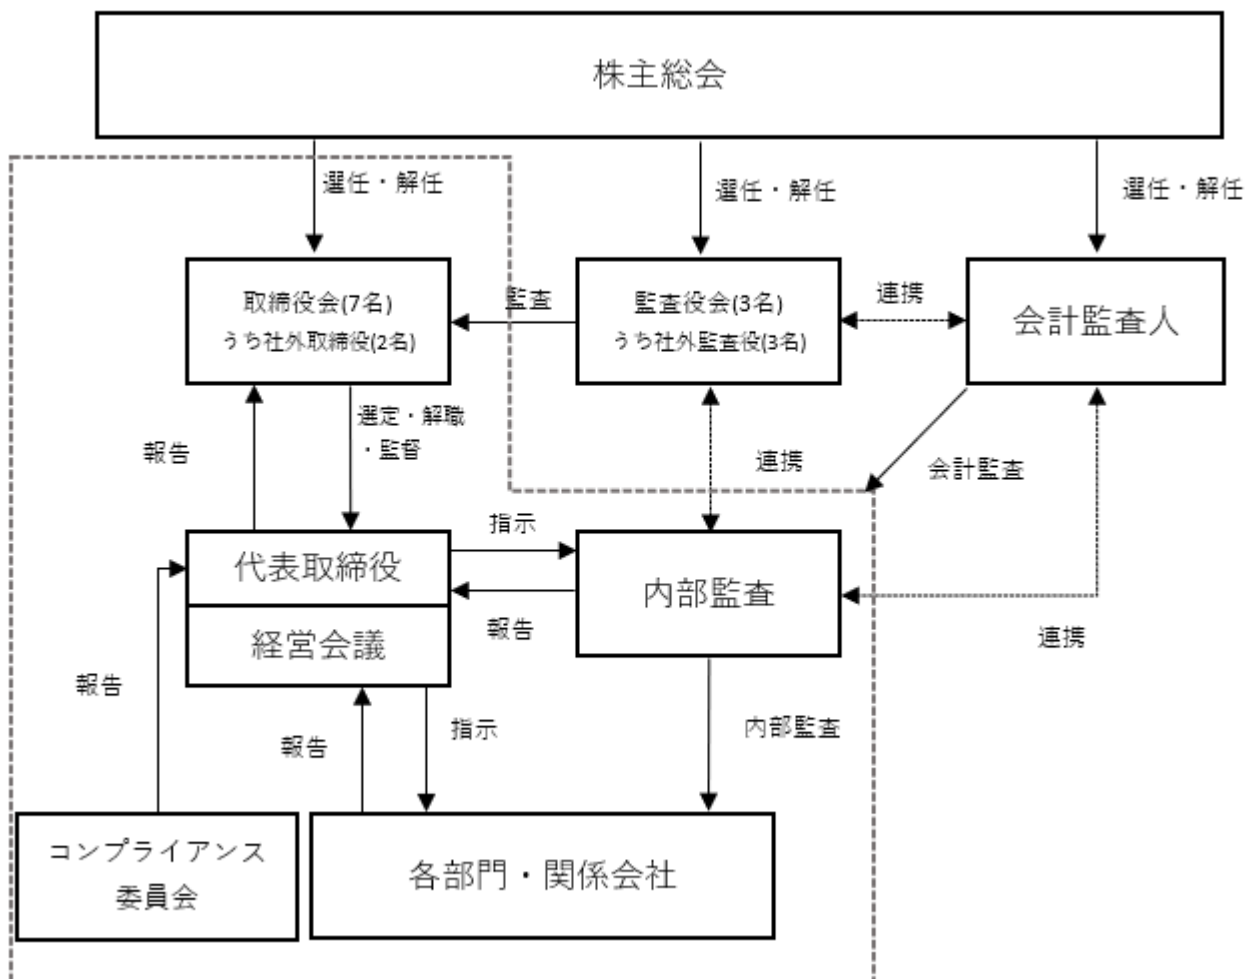 株主総会
選任・解任
選任・解任
選任・解任
取締役会(7名)
うち社外取締役(2名)
監査
監査役会(3名)
うち社外監査役(3名)
連携
会計監査人
報告
選定・解職
・監督
連携
会計監査
代表取締役
経営会議
指示
報告
内部監査
連携
報告
報告
指示
内部監査
コンプライアンス
委員会
各部門・関係会社